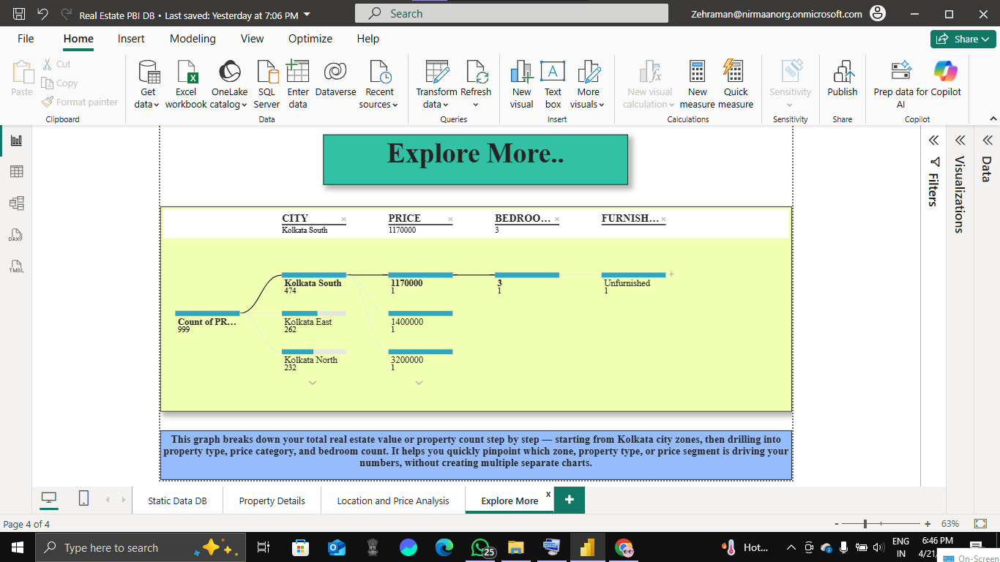 Real Estate PBI DB • Last saved: Yesterday at 7:06 PM
Search
Zehraman@nirmaanorg.onmicrosoft.com
File Home Insert Modeling View Optimize Help
Share
Paste
Cut
Copy
Format painter
Clipboard
Get data
Excel workbook
OneLake catalog
SQL Server
Enter data
Dataverse
Recent sources
Data
Transform data
Refresh
Queries
New visual
Text box
More visuals
Insert
New visual calculation
New measure
Quick measure
Calculations
Sensitivity
Sensitivity
Publish
Share
Prep data for AI
Copilot
Copilot
DAX
TMDL
Explore More..
CITY
Kolkata South
PRICE
1170000
BEDROO...
3
FURNISH...
Count of PR...
999
Kolkata South
474
Kolkata East
262
Kolkata North
232
1170000
1
1400000
1
3200000
1
3
1
Unfurnished
1
This graph breaks down your total real estate value or property count step by step — starting from Kolkata city zones, then drilling into
property type, price category, and bedroom count. It helps you quickly pinpoint which zone, property type, or price segment is driving your
numbers, without creating multiple separate charts.
Filters
Visualizations
Data
Static Data DB
Property Details
Location and Price Analysis
Explore More
x
+
Page 4 of 4
- + 63%
Type here to search
25
Hot...
ENG
IN
6:46 PM
4/21/
On-Screen